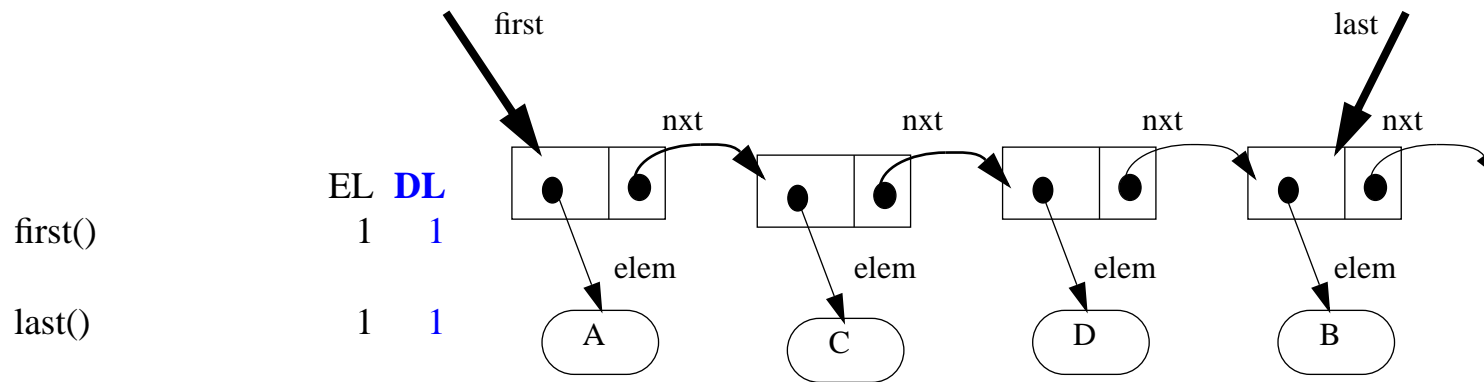 first last
nxt nxt nxt nxt
EL DL
first() 1 1
elem elem elem elem
last() 1 1
A C D B